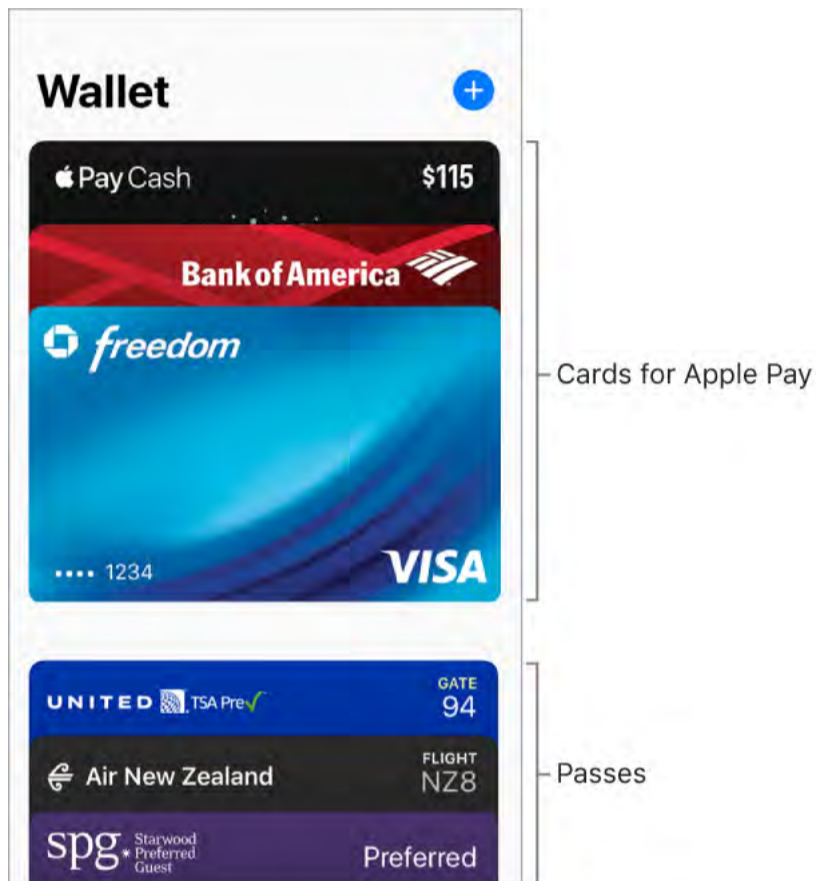 Wallet
Pay Cash $115
Bank of America
freedom
Cards for Apple Pay
•••• 1234 VISA
UNITED TSA Pre✓ GATE 94
Air New Zealand FLIGHT NZ8
Passes
spg* Starwood Preferred Guest Preferred